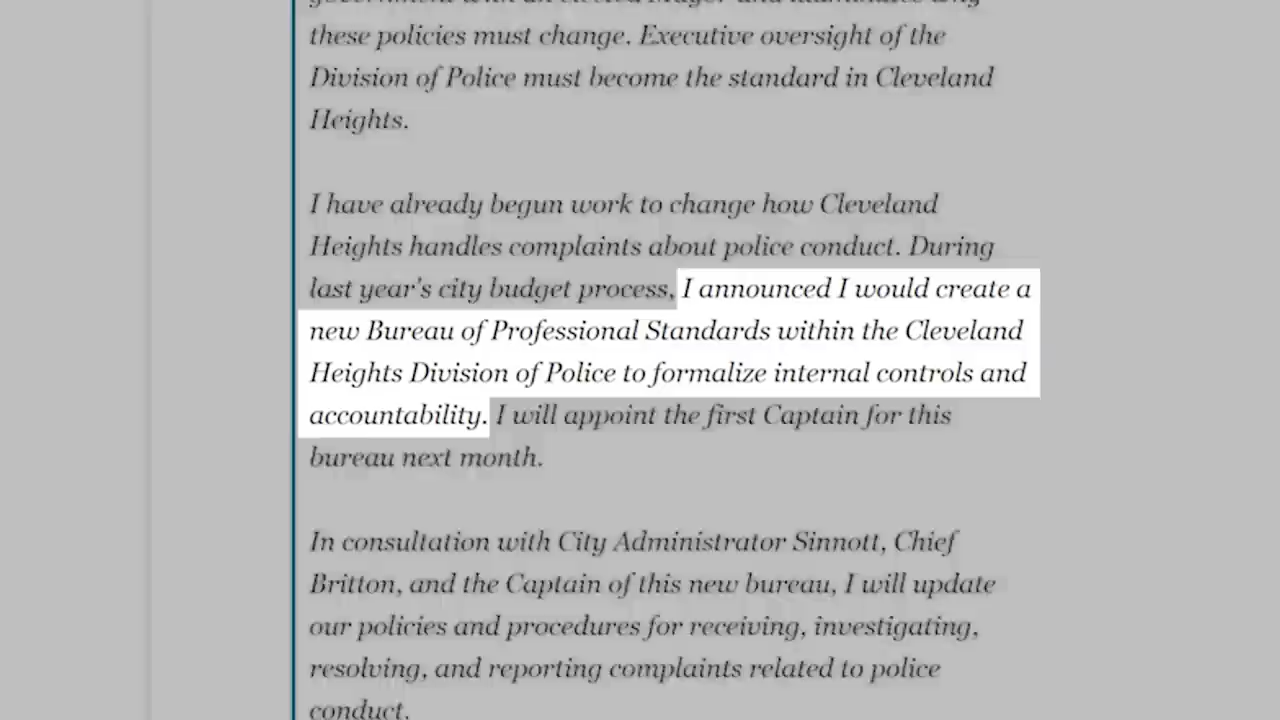 these policies must change. Executive oversight of the
Division of Police must become the standard in Cleveland
Heights.
I have already begun work to change how Cleveland
Heights handles complaints about police conduct. During
last year's city budget process, I announced I would create a
new Bureau of Professional Standards within the Cleveland
Heights Division of Police to formalize internal controls and
accountability. I will appoint the first Captain for this
bureau next month.
In consultation with City Administrator Sinnott, Chief
Britton, and the Captain of this new bureau, I will update
our policies and procedures for receiving, investigating,
resolving, and reporting complaints related to police
conduct.